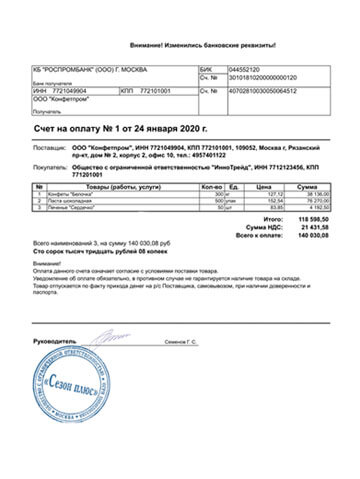 Внимание! Изменились банковские реквизиты!
КБ "РОСПРОМБАНК" (ООО) Г. МОСКВА БИК 044552120
Сч. № 30101810200000000120
Банк получателя
ИНН 7721049904 КПП 772101001 Сч. № 40702810030050064512
ООО "Конфетпром"
Получатель
Счет на оплату № 1 от 24 января 2020 г.
Поставщик: ООО "Конфетпром", ИНН 7721049904, КПП 772101001, 109052, Москва г, Рязанский
пр-кт, дом № 2, корпус 2, офис 10, тел.: 4957401122
Покупатель: Общество с ограниченной ответственностью "ИнноТрейд", ИНН 7712123456, КПП
771201001
№ Товары (работы, услуги) Кол-во Ед. Цена Сумма
1 Конфеты "Белочка" 300 кг 127,12 38 136,00
2 Паста шоколадная 500 упак 152,54 76 270,00
3 Печенье "Сердечко" 50 шт 83,85 4 192,50
Итого: 118 598,50
Сумма НДС: 21 431,58
Всего к оплате: 140 030,08
Всего наименований 3, на сумму 140 030,08 руб
Сто сорок тысяч тридцать рублей 08 копеек
Внимание!
Оплата данного счета означает согласие с условиями поставки товара.
Уведомление об оплате обязательно, в противном случае не гарантируется наличие товара на складе.
Товар отпускается по факту прихода денег на р/с Поставщика, самовывозом, при наличии доверенности и
паспорта.
Руководитель Семенов Г. С.
С ОГРАНИЧЕННОЙ ОТВЕТСТВЕННОСТЬЮ
«Сезон плюс»
МОСКВА